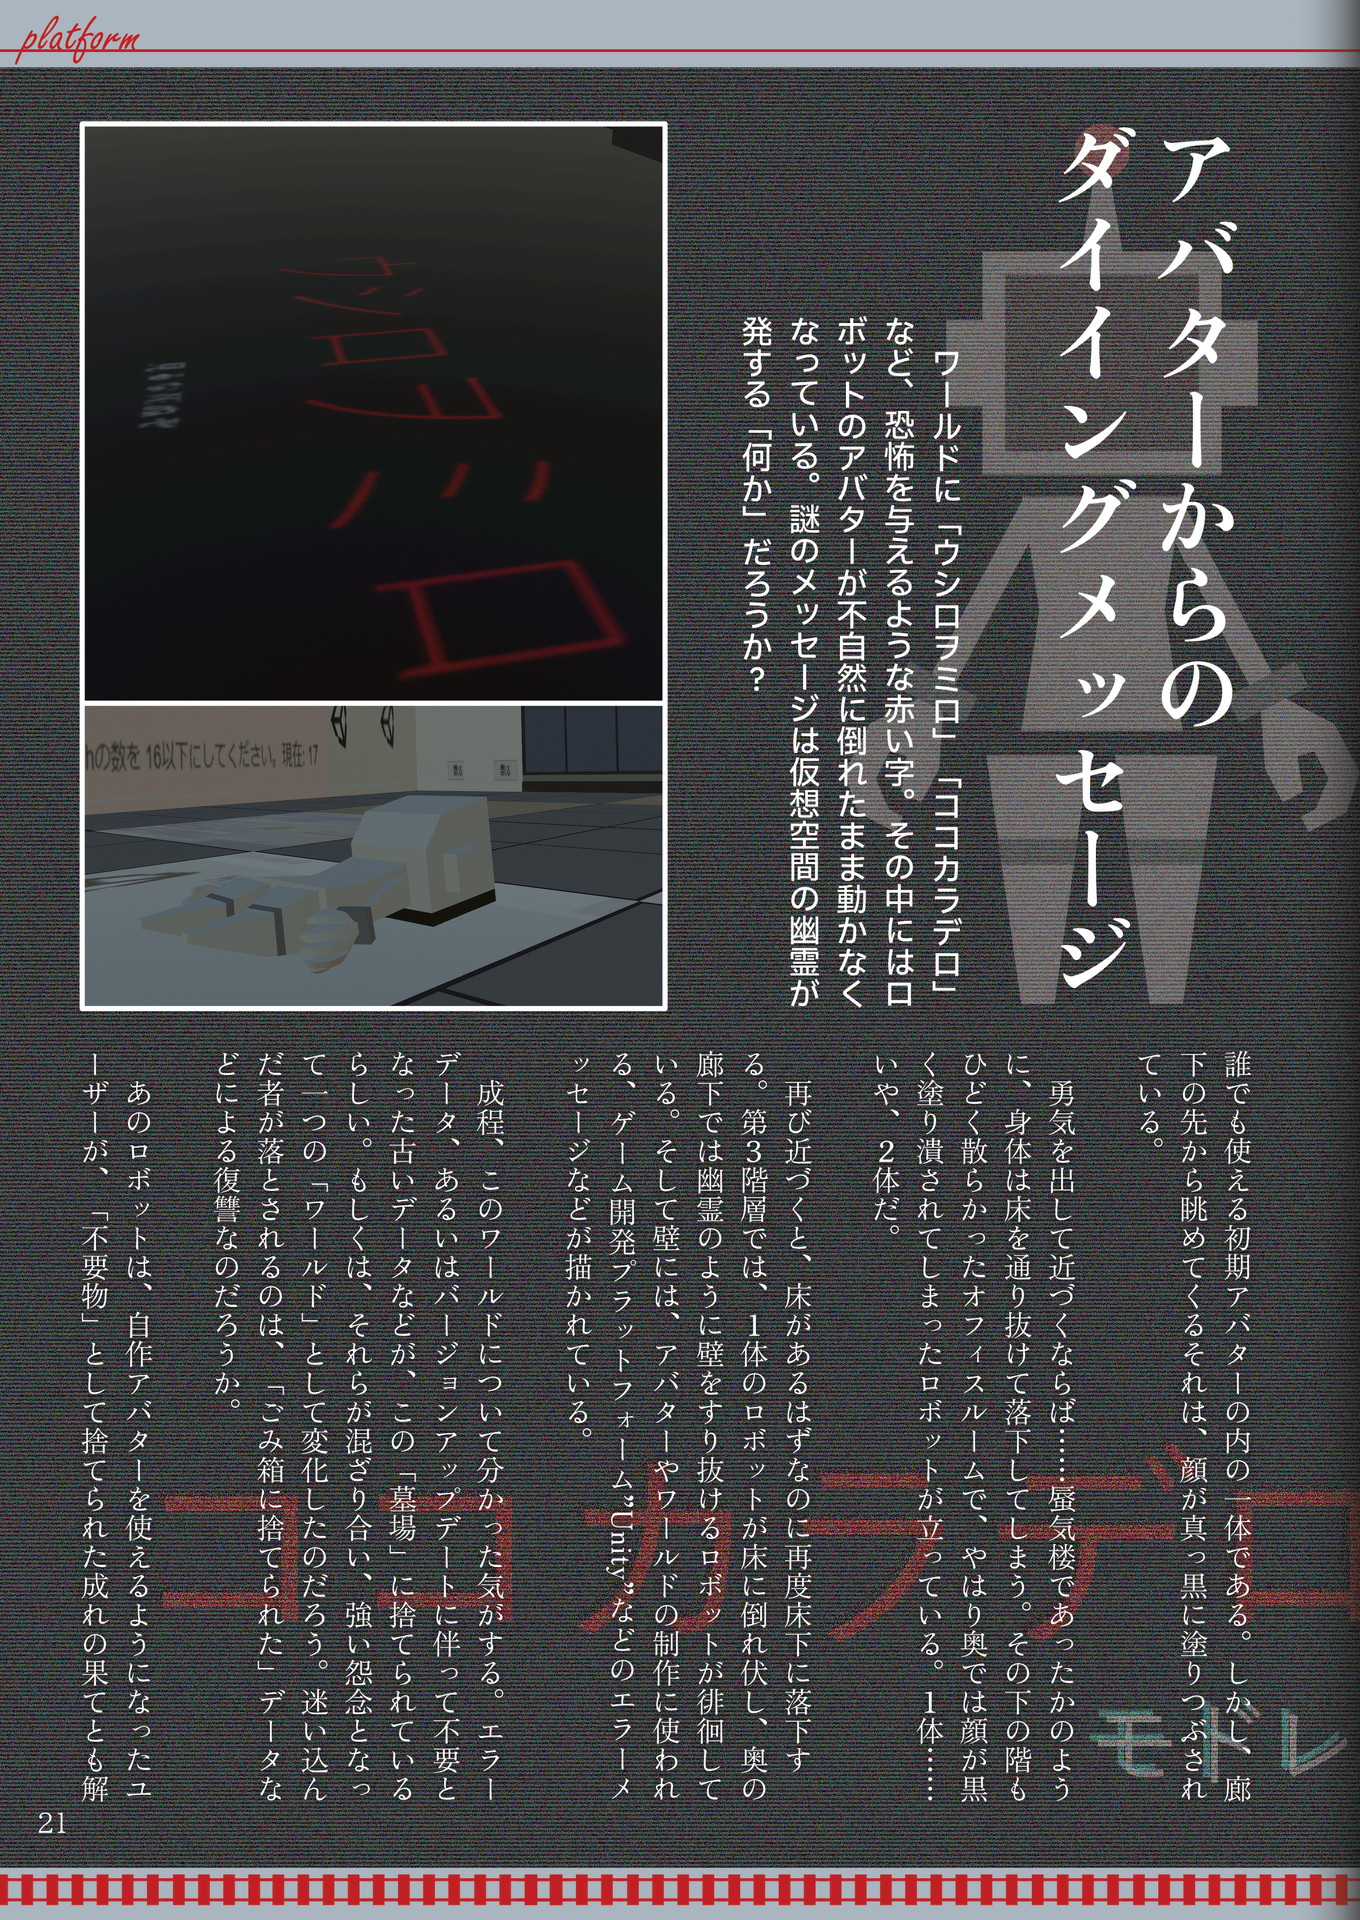 platform
アバターからの
ダイイングメッセージ
ワールドに「ウシロヲミロ」「ココカラデロ」
など、恐怖を与えるような赤い字。その中にはロ
ボットのアバターが不自然に倒れたまま動かなく
なっている。謎のメッセージは仮想空間の幽霊が
発する「何か」だろうか？
ウシロヲミロ
hの数を 16以下にしてください。現在: 17
誰でも使える初期アバターの内の一体である。しかし、廊
下の先から眺めてくるそれは、顔が真っ黒に塗りつぶされ
ている。
勇気を出して近づくならば……蜃気楼であったかのよう
に、身体は床を通り抜けて落下してしまう。その下の階も
ひどく散らかったオフィスルームで、やはり奥では顔が黒
く塗り潰されてしまったロボットが立っている。1体……
いや、2体だ。
再び近づくと、床があるはずなのに再度床下に落下す
る。第3階層では、1体のロボットが床に倒れ伏し、奥の
廊下では幽霊のように壁をすり抜けるロボットが徘徊して
いる。そして壁には、アバターやワールドの制作に使われ
る、ゲーム開発プラットフォーム”Unity”などのエラーメ
ッセージなどが描かれている。
成程、このワールドについて分かった気がする。エラー
データ、あるいはバージョンアップデートに伴って不要と
なった古いデータなどが、この「墓場」に捨てられている
らしい。もしくは、それらが混ざり合い、強い怨念となっ
て一つの「ワールド」として変化したのだろう。迷い込ん
だ者が落とされるのは、「ごみ箱に捨てられた」データな
どによる復讐なのだろうか。
あのロボットは、自作アバターを使えるようになったユ
ーザーが、「不要物」として捨てられた成れの果てとも解
ココカラデロ
モドレ
21